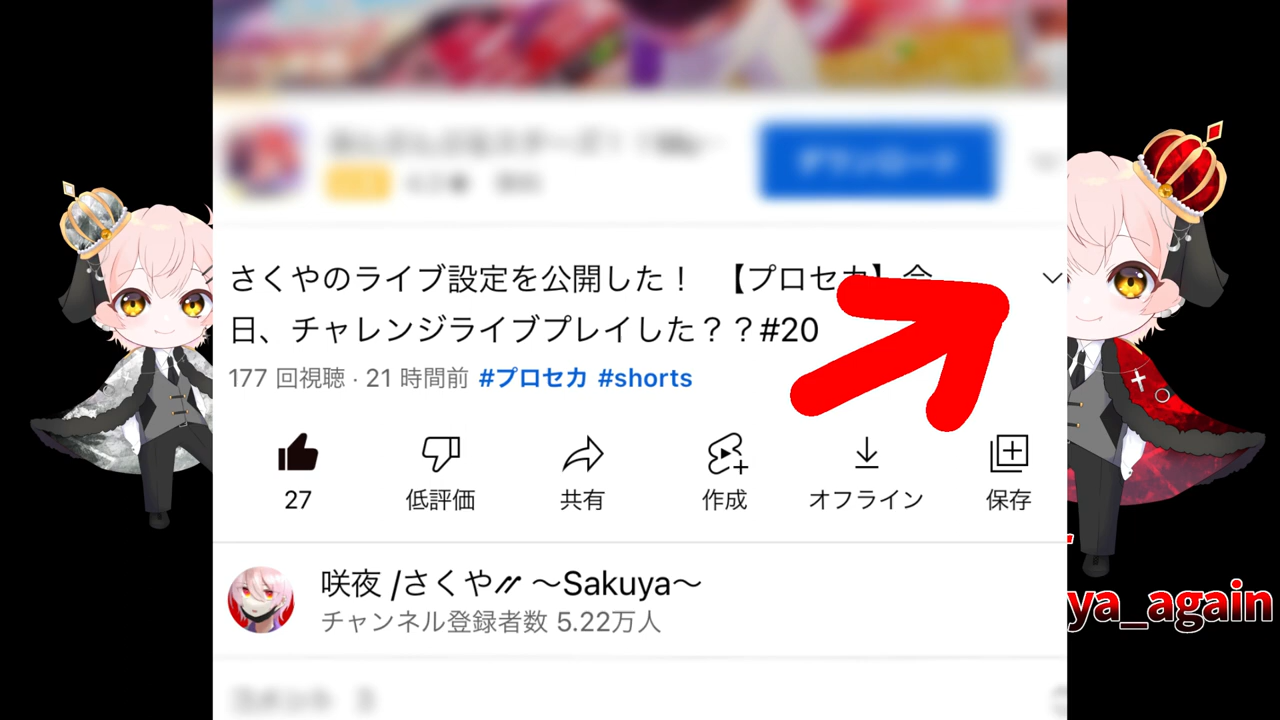 さくやのライブ設定を公開した！ 【プロセカ】今
日、チャレンジライブプレイした？？#20
177 回視聴・21 時間前 #プロセカ #shorts
27
低評価
共有
作成
オフライン
保存
咲夜 /さくや〃 〜Sakuya〜
チャンネル登録者数 5.22万人
ya_again